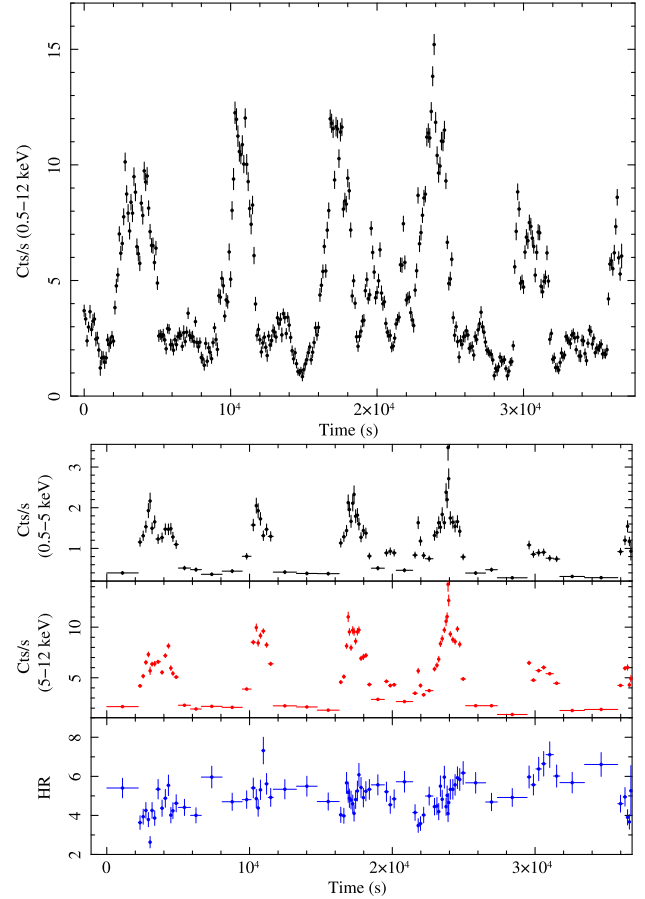 15
10
5
0
Cts/s (0.5−12 keV)
0 10⁴ 2×10⁴ 3×10⁴
Time (s)
3
2
1
Cts/s
(0.5−5 keV)
10
5
Cts/s
(5−12 keV)
8
6
4
2
HR
0 10⁴ 2×10⁴ 3×10⁴
Time (s)